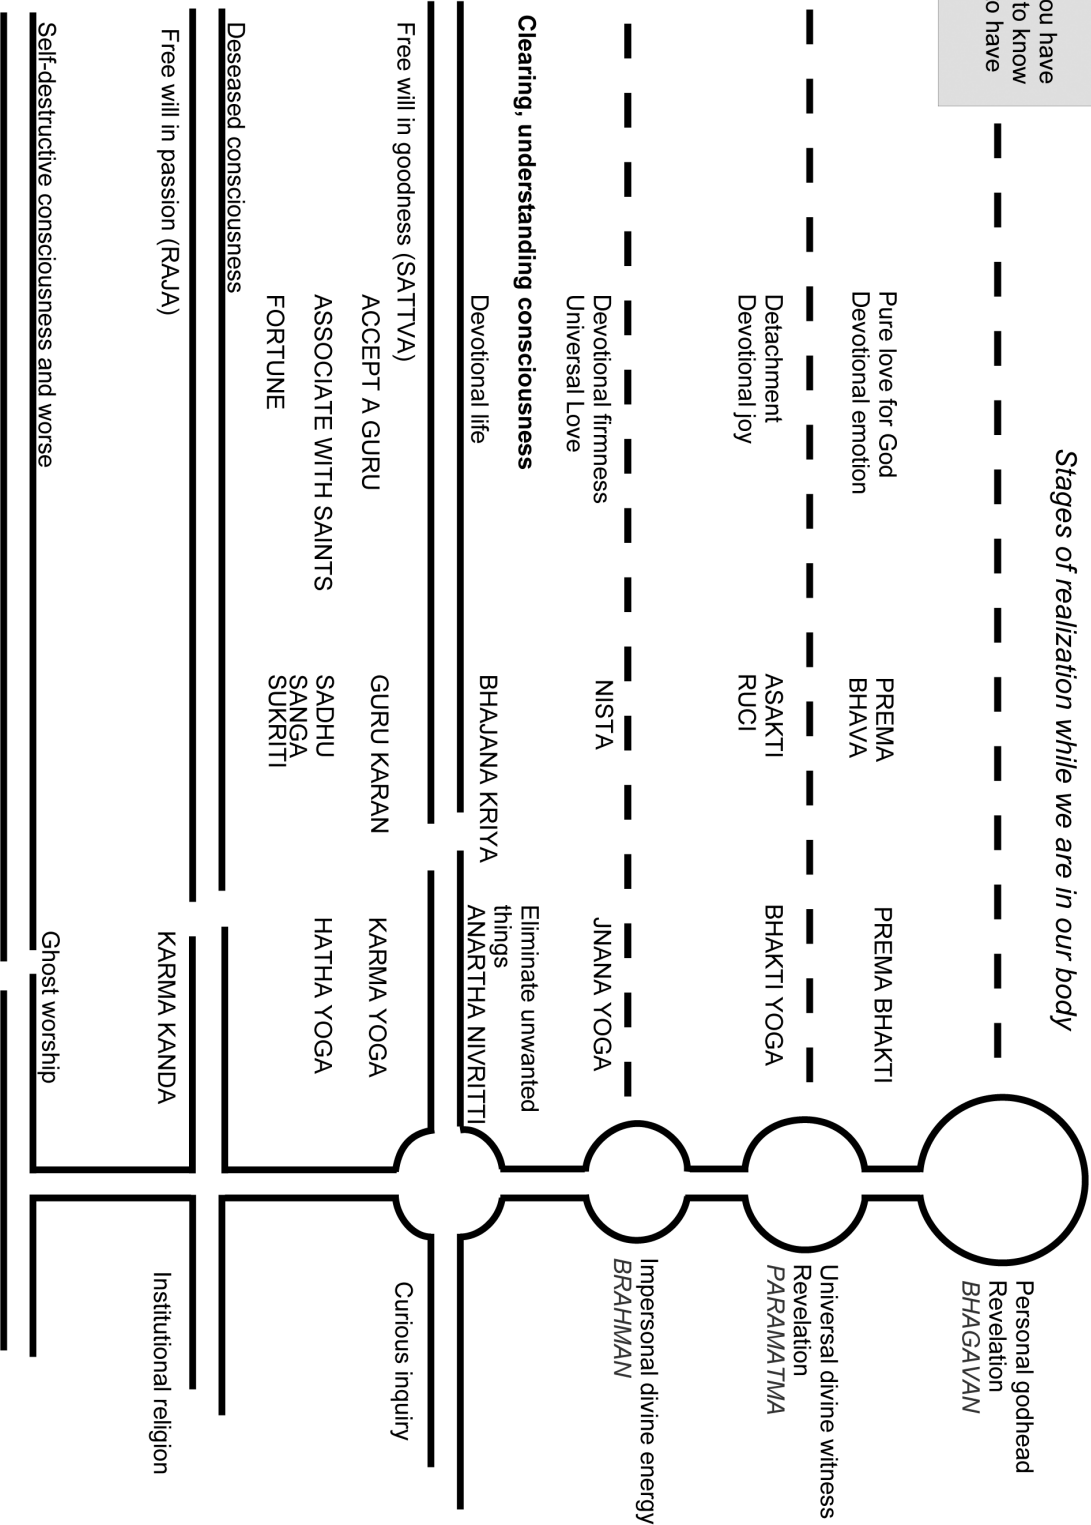 ou have
to know
o have
Stages of realization while we are in our body
Personal godhead
Revelation
BHAGAVAN
Pure love for God
Devotional emotion
PREMA
BHAVA
PREMA BHAKTI
Universal divine witness
Revelation
PARAMATMA
Detachment
Devotional joy
ASAKTI
RUCI
BHAKTI YOGA
Impersonal divine energy
BRAHMAN
Devotional firmness
Universal Love
NISTA
JNANA YOGA
Clearing, understanding consciousness
Eliminate unwanted
things
ANARTHA NIVRITTI
Devotional life
BHAJANA KRIYA
Free will in goodness (SATTVA)
Curious inquiry
ACCEPT A GURU
GURU KARAN
KARMA YOGA
ASSOCIATE WITH SAINTS
SADHU
SANGA
HATHA YOGA
FORTUNE
SUKRITI
Deseased consciousness
Free will in passion (RAJA)
KARMA KANDA
Institutional religion
Self-destructive consciousness and worse
Ghost worship